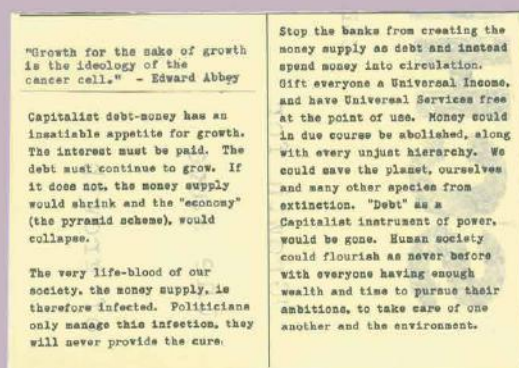 "Growth for the sake of growth
is the ideology of the
cancer cell." - Edward Abbey
Capitalist debt-money has an
insatiable appetite for growth.
The interest must be paid. The
debt must continue to grow. If
it does not, the money supply
would shrink and the "economy"
(the pyramid scheme), would
collapse.
The very life-blood of our
society, the money supply, is
therefore infected. Politicians
only manage this infection, they
will never provide the cure.
Stop the banks from creating the
money supply as debt and instead
spend money into circulation.
Gift everyone a Universal Income,
and have Universal Services free
at the point of use. Money could
in due course be abolished, along
with every unjust hierarchy. We
could save the planet, ourselves
and many other species from
extinction. "Debt" as a
Capitalist instrument of power,
would be gone. Human society
could flourish as never before
with everyone having enough
wealth and time to pursue their
ambitions, to take care of one
another and the environment.